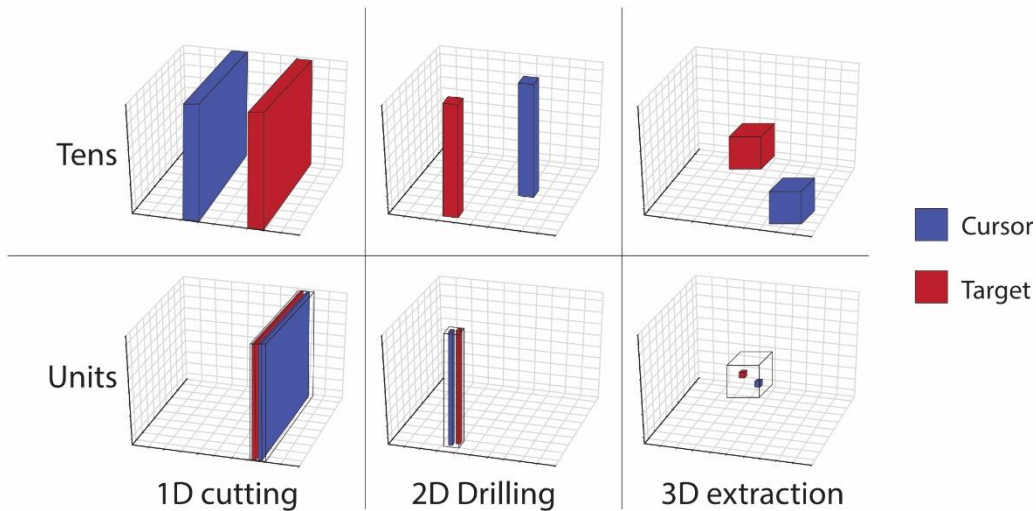 Tens
Cursor
Target
Units
1D cutting
2D Drilling
3D extraction